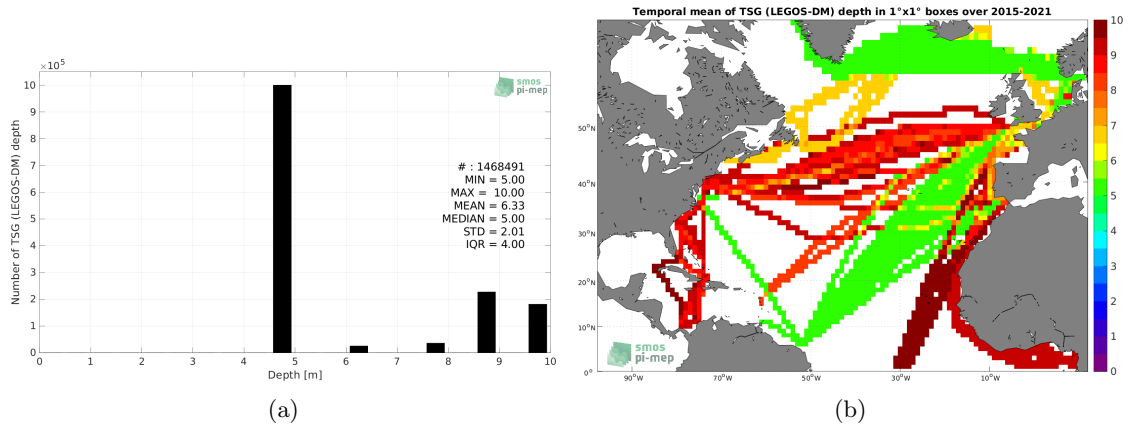 Temporal mean of TSG (LEGOS-DM) depth in 1°x1° boxes over 2015-2021
×10⁵
10
9
8
7
6
5
4
3
2
1
0
Number of TSG (LEGOS-DM) depth
smos
pi-mep
# : 1468491
MIN = 5.00
MAX = 10.00
MEAN = 6.33
MEDIAN = 5.00
STD = 2.01
IQR = 4.00
0 1 2 3 4 5 6 7 8 9 10
Depth [m]
(a)
50°N
40°N
30°N
20°N
10°N
0°
90°W 70°W 50°W 30°W 10°W
smos
pi-mep
10
9
8
7
6
5
4
3
2
1
0
(b)